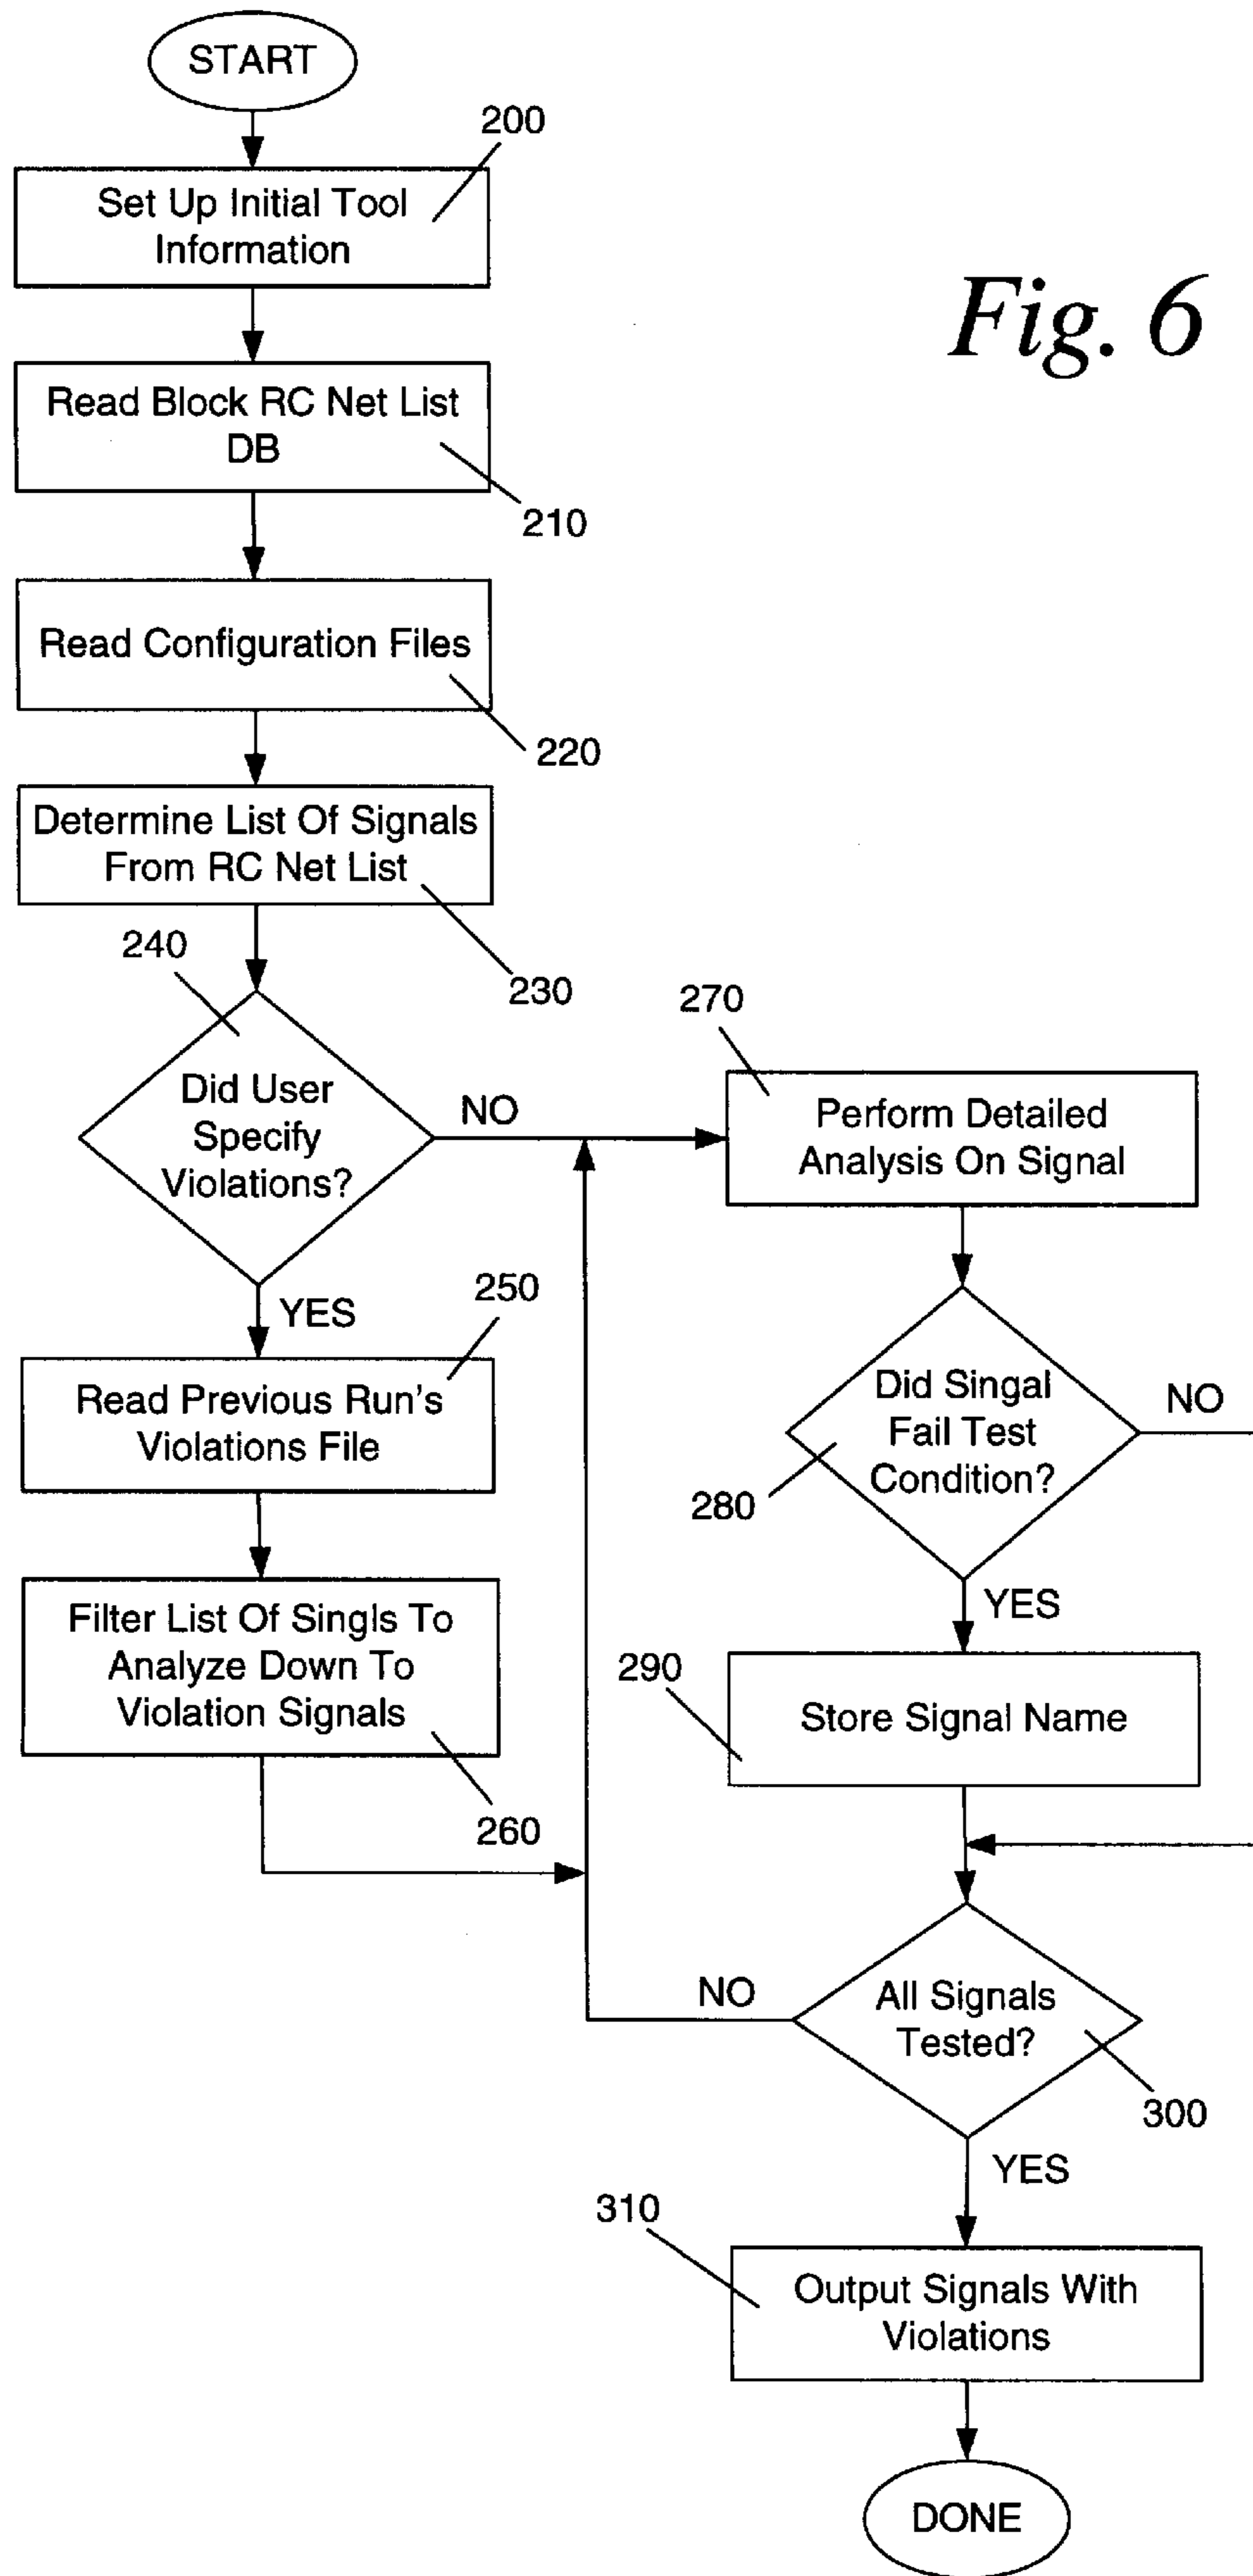 START
200
Set Up Initial Tool
Information
Fig. 6
Read Block RC Net List
DB
210
Read Configuration Files
220
Determine List Of Signals
From RC Net List
230
240
Did User
Specify
Violations?
NO
YES
250
Read Previous Run's
Violations File
Filter List Of Singls To
Analyze Down To
Violation Signals
260
270
Perform Detailed
Analysis On Signal
Did Singal
Fail Test
Condition?
NO
280
YES
290
Store Signal Name
NO
All Signals
Tested?
300
YES
310
Output Signals With
Violations
DONE